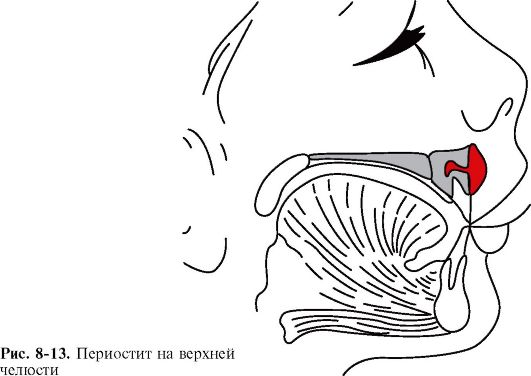 Рис. 8-13. Периостит на верхней
челюсти